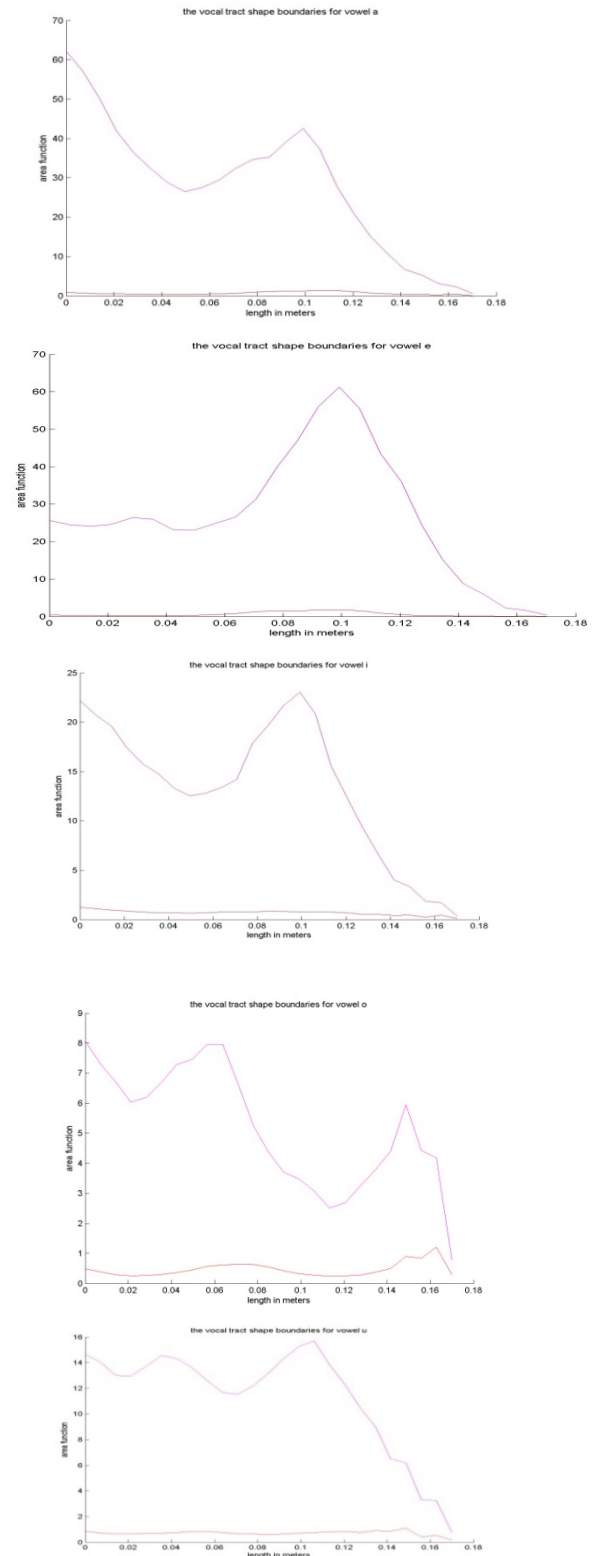 the vocal tract shape boundaries for vowel a
70
60
50
40
30
20
10
0
area function
0 0.02 0.04 0.06 0.08 0.1 0.12 0.14 0.16 0.18
length in meters
the vocal tract shape boundaries for vowel e
70
60
50
40
30
20
10
0
area function
0 0.02 0.04 0.06 0.08 0.1 0.12 0.14 0.16 0.18
length in meters
the vocal tract shape boundaries for vowel i
25
20
15
10
5
0
area function
0 0.02 0.04 0.06 0.08 0.1 0.12 0.14 0.16 0.18
length in meters
the vocal tract shape boundaries for vowel o
9
8
7
6
5
4
3
2
1
0
area function
0 0.02 0.04 0.06 0.08 0.1 0.12 0.14 0.16 0.18
length in meters
the vocal tract shape boundaries for vowel u
16
14
12
10
8
6
4
2
0
area function
0 0.02 0.04 0.06 0.08 0.1 0.12 0.14 0.16 0.18
length in meters